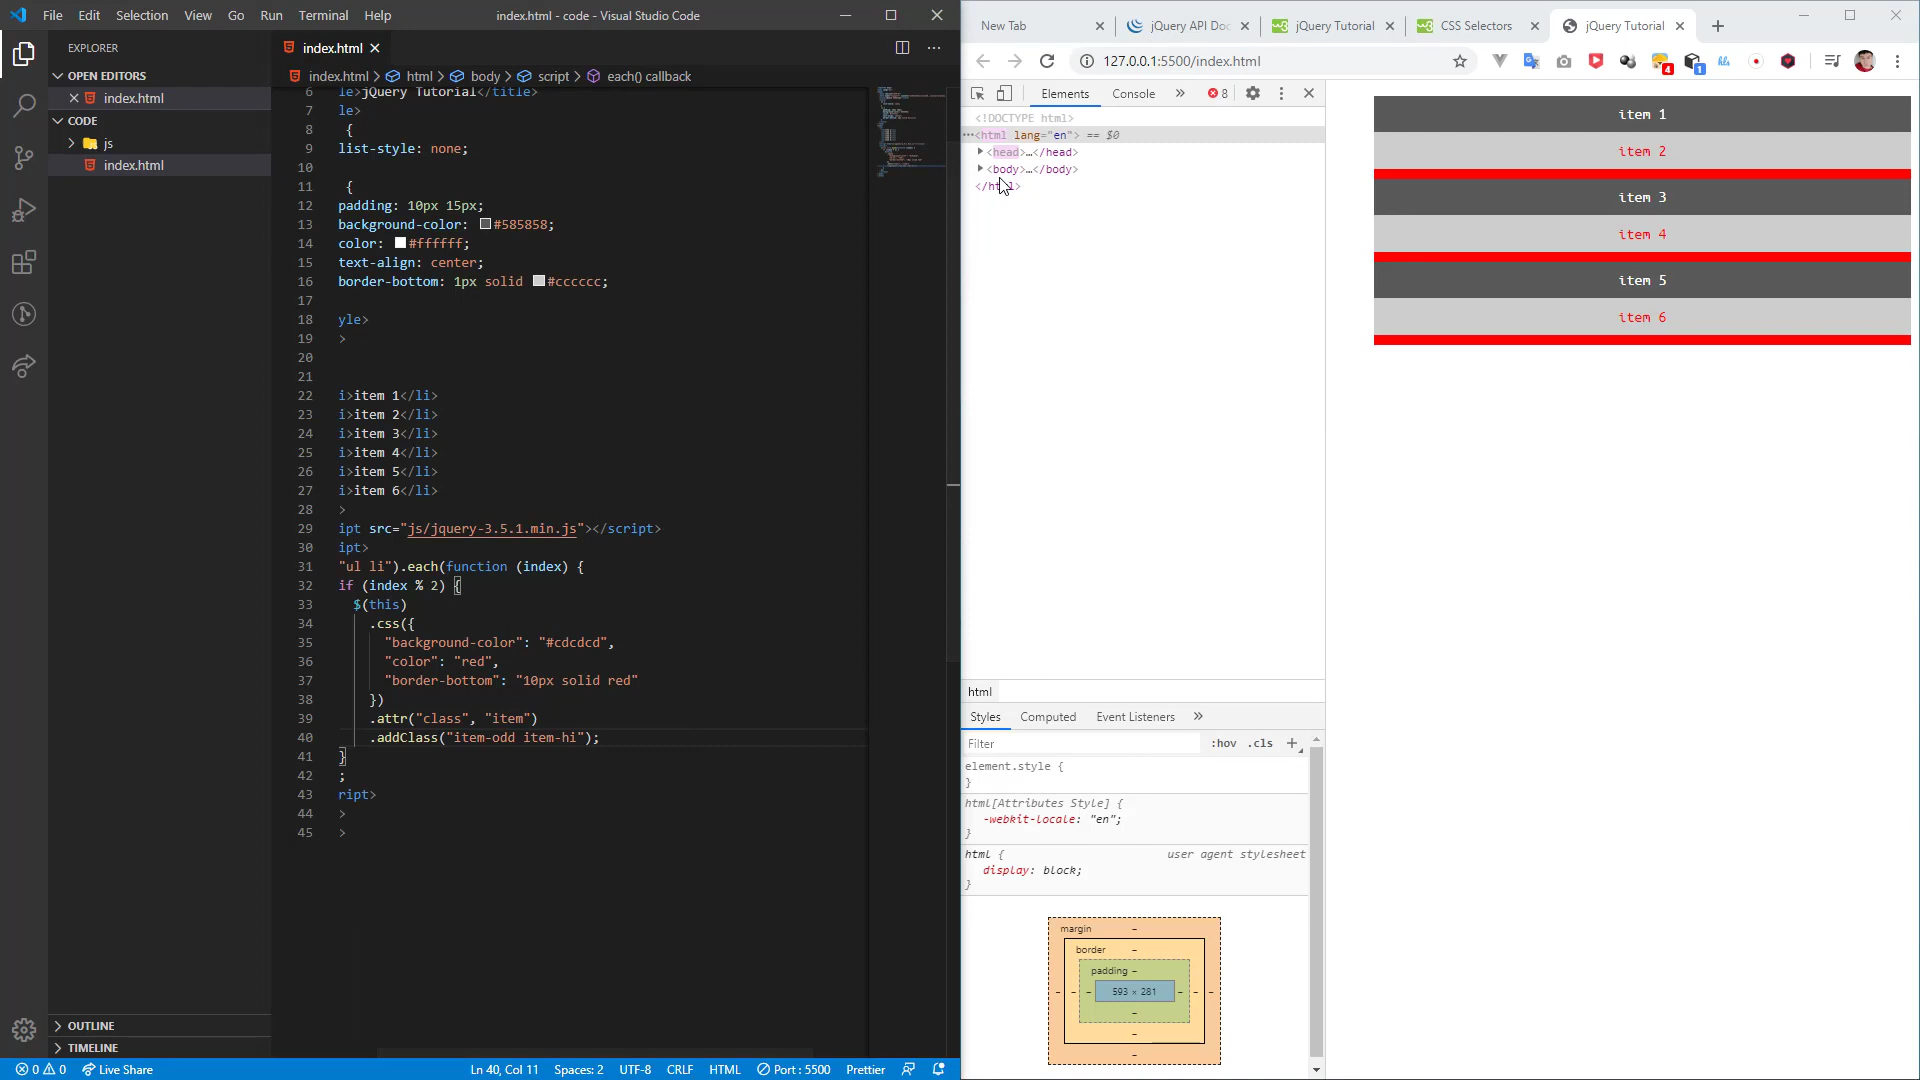 File Edit Selection View Go Run Terminal Help index.html - code - Visual Studio Code
EXPLORER
OPEN EDITORS
index.html
CODE
js
index.html
OUTLINE
TIMELINE
index.html
index.html > html > body > script > each() callback
6 le>jQuery Tutorial</title>
7 le>
8 {
9 list-style: none;
10
11 {
12 padding: 10px 15px;
13 background-color: #585858;
14 color: #ffffff;
15 text-align: center;
16 border-bottom: 1px solid #cccccc;
17
18 yle>
19 >
20
21
22 i>item 1</li>
23 i>item 2</li>
24 i>item 3</li>
25 i>item 4</li>
26 i>item 5</li>
27 i>item 6</li>
28 >
29 ipt src="js/jquery-3.5.1.min.js"></script>
30 ipt>
31 "ul li").each(function (index) {
32 if (index % 2) {
33 $(this)
34 .css({
35 "background-color": "#cdcdcd",
36 "color": "red",
37 "border-bottom": "10px solid red"
38 })
39 .attr("class", "item")
40 .addClass("item-odd item-hi");
41 }
42 ;
43 ript>
44 >
45 >
0 0 Live Share Ln 40, Col 11 Spaces: 2 UTF-8 CRLF HTML Port : 5500 Prettier
New Tab jQuery API Doc jQuery Tutorial CSS Selectors jQuery Tutorial
127.0.0.1:5500/index.html
4 1
Elements Console » 8
<!DOCTYPE html>
···<html lang="en"> == $0
<head>…</head>
<body>…</body>
</html>
html
Styles Computed Event Listeners »
Filter :hov .cls +
element.style {
}
html[Attributes Style] {
-webkit-locale: "en";
}
html { user agent stylesheet
display: block;
}
margin –
border –
padding –
– – – 593 × 281 – – –
–
–
–
item 1
item 2
item 3
item 4
item 5
item 6